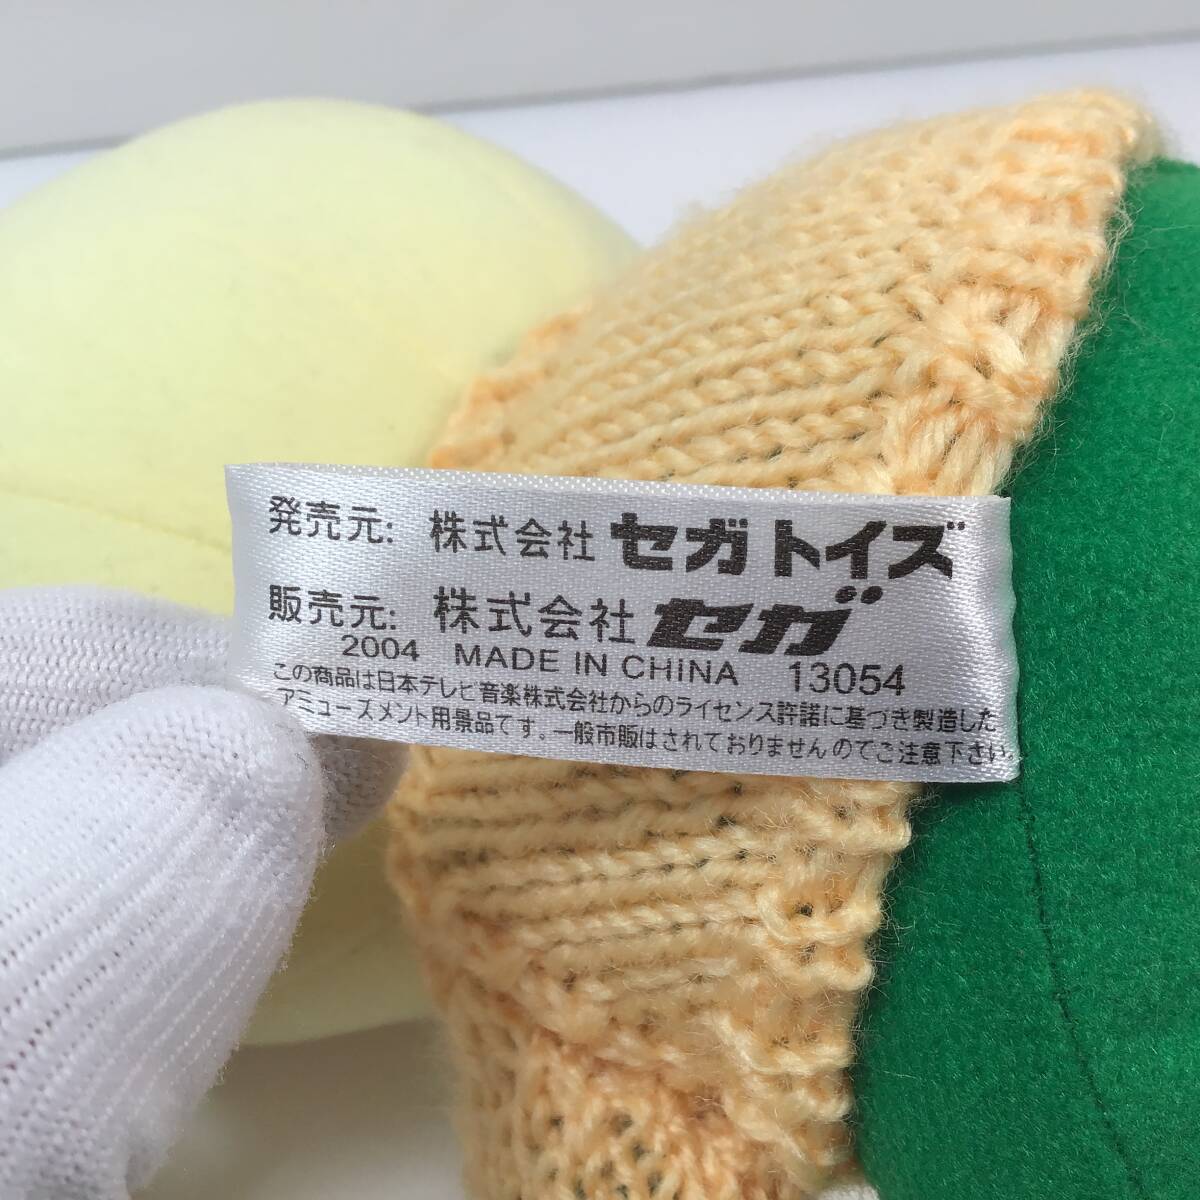 発売元: 株式会社 セガトイズ
販売元: 株式会社 セガ
2004 MADE IN CHINA 13054
この商品は日本テレビ音楽株式会社からのライセンス許諾に基づき製造した
アミューズメント用景品です。一般市販はされておりませんのでご注意下さい